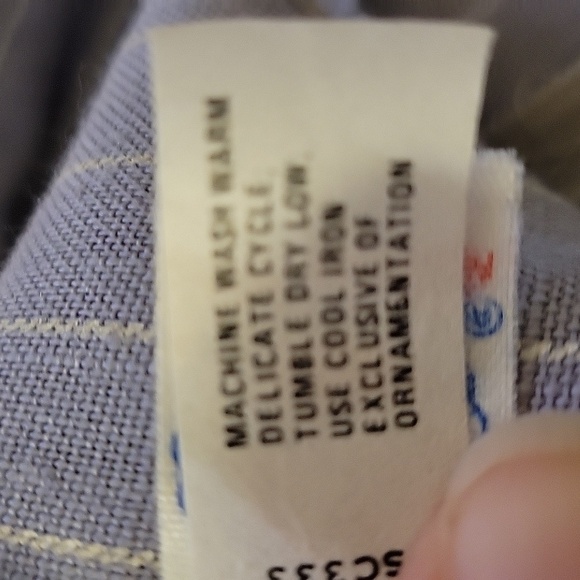 MACHINE WASH WARM
DELICATE CYCLE.
TUMBLE DRY LOW.
USE COOL IRON
EXCLUSIVE OF
ORNAMENTATION